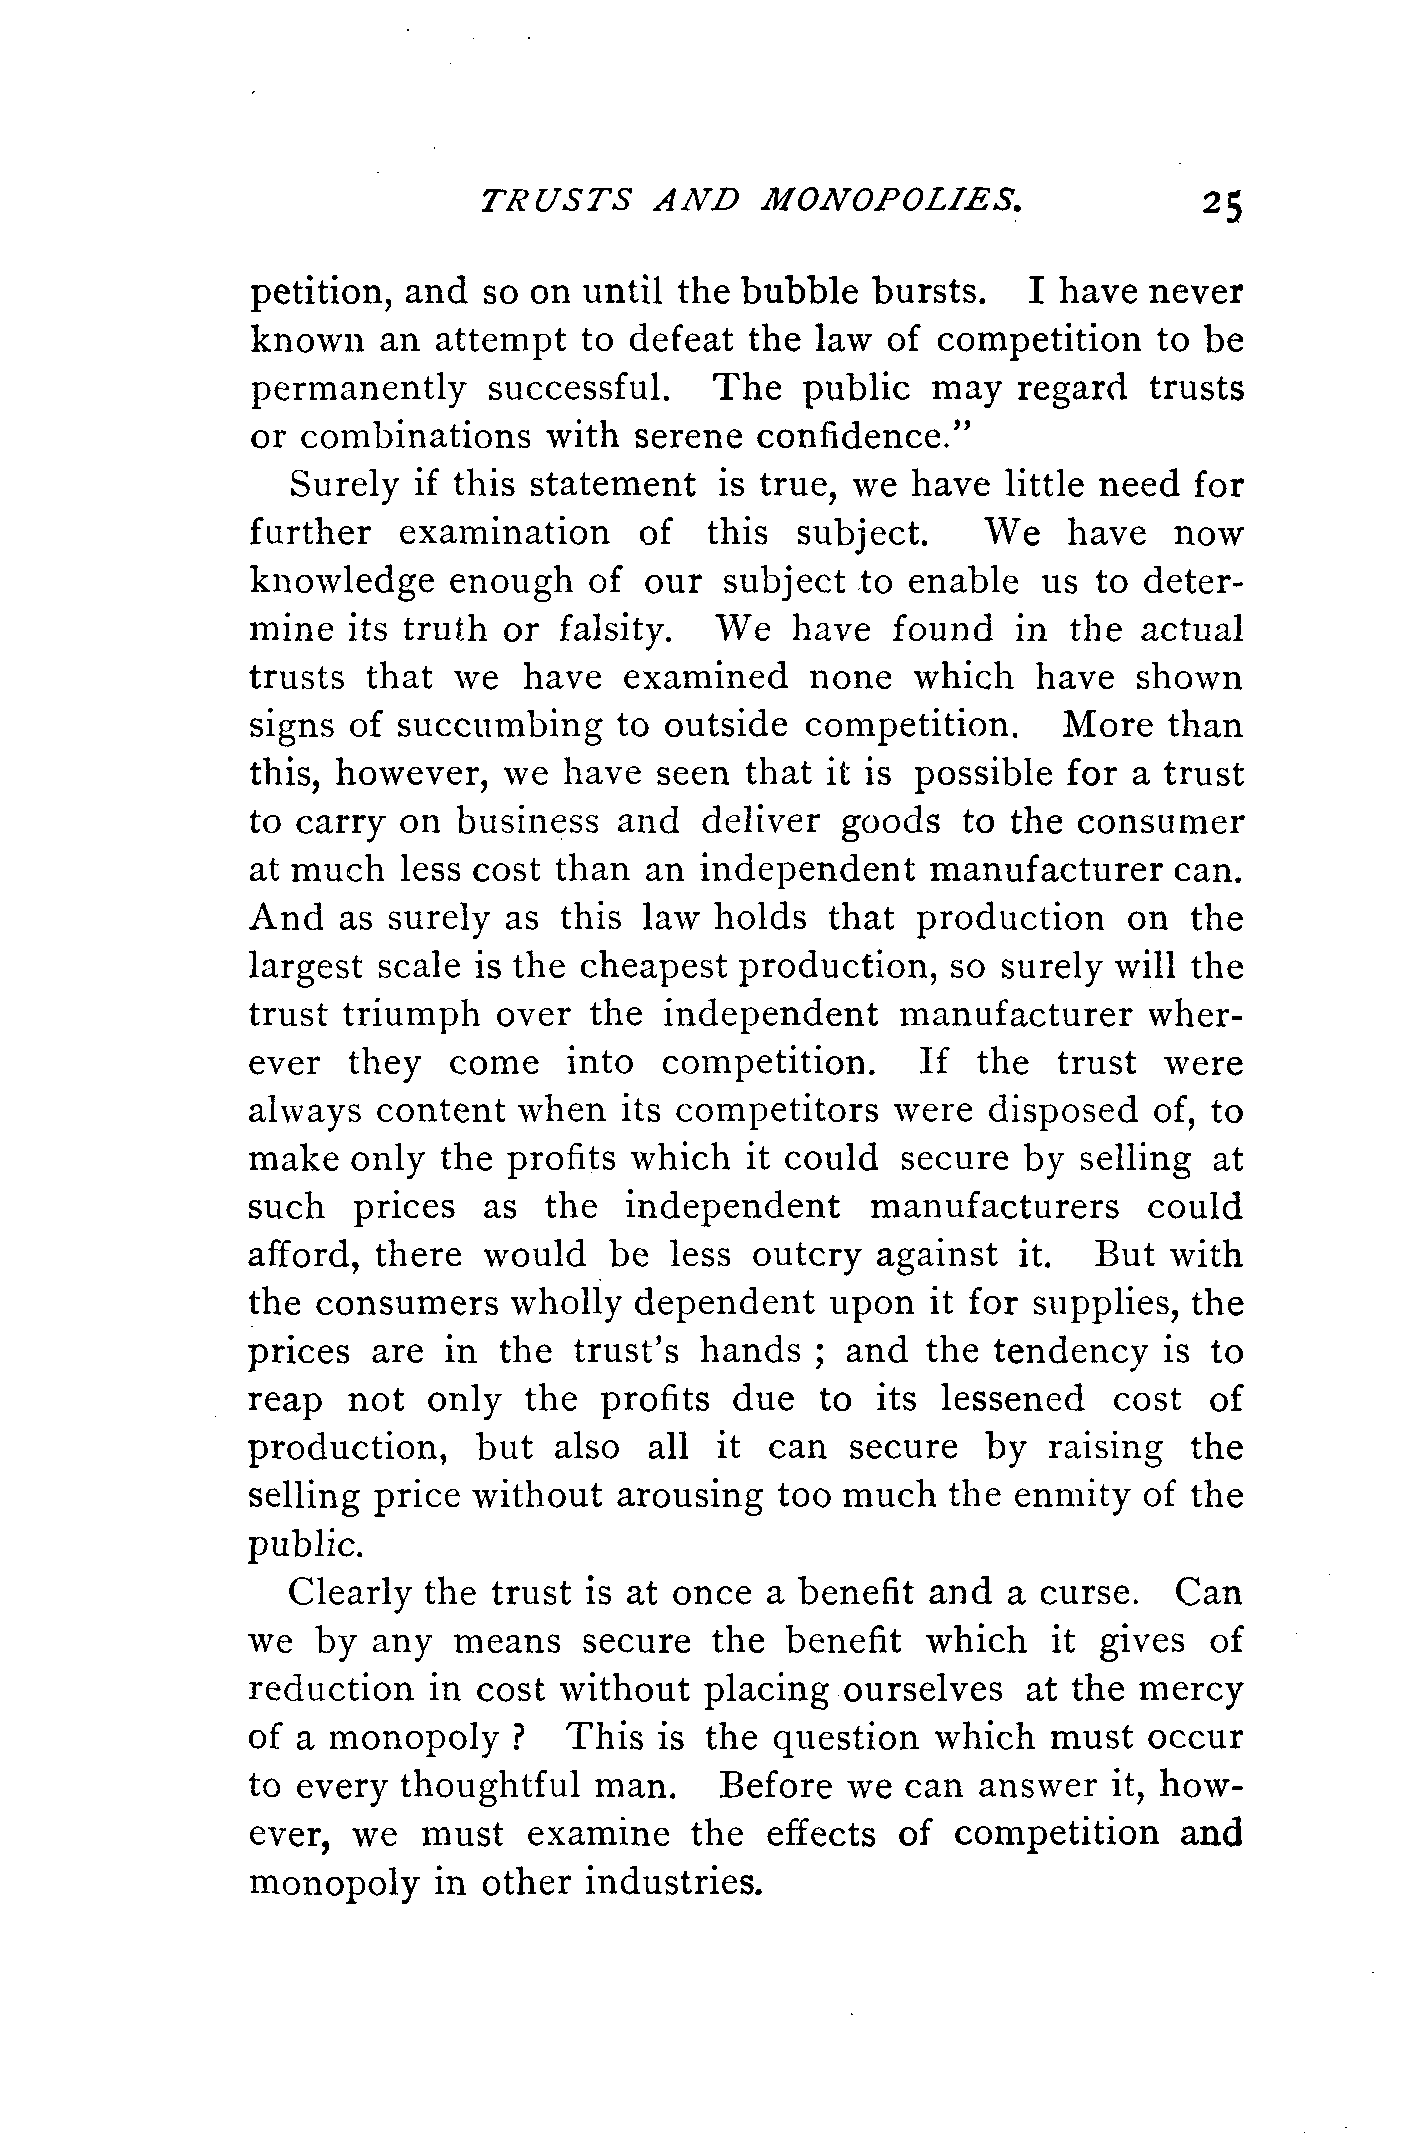 TRUSTS AND MONOPOLIES. 25
petition, and so on until the bubble bursts. I have never
known an attempt to defeat the law of competition to be
permanently successful. The public may regard trusts
or combinations with serene confidence.”
Surely if this statement is true, we have little need for
further examination of this subject. We have now
knowledge enough of our subject to enable us to deter-
mine its truth or falsity. We have found in the actual
trusts that we have examined none which have shown
signs of succumbing to outside competition. More than
this, however, we have seen that it is possible for a trust
to carry on business and deliver goods to the consumer
at much less cost than an independent manufacturer can.
And as surely as this law holds that production on the
largest scale is the cheapest production, so surely will the
trust triumph over the independent manufacturer wher-
ever they come into competition. If the trust were
always content when its competitors were disposed of, to
make only the profits which it could secure by selling at
such prices as the independent manufacturers could
afford, there would be less outcry against it. But with
the consumers wholly dependent upon it for supplies, the
prices are in the trust’s hands ; and the tendency is to
reap not only the profits due to its lessened cost of
production, but also all it can secure by raising the
selling price without arousing too much the enmity of the
public.
Clearly the trust is at once a benefit and a curse. Can
we by any means secure the benefit which it gives of
reduction in cost without placing ourselves at the mercy
of a monopoly ? This is the question which must occur
to every thoughtful man. Before we can answer it, how-
ever, we must examine the effects of competition and
monopoly in other industries.